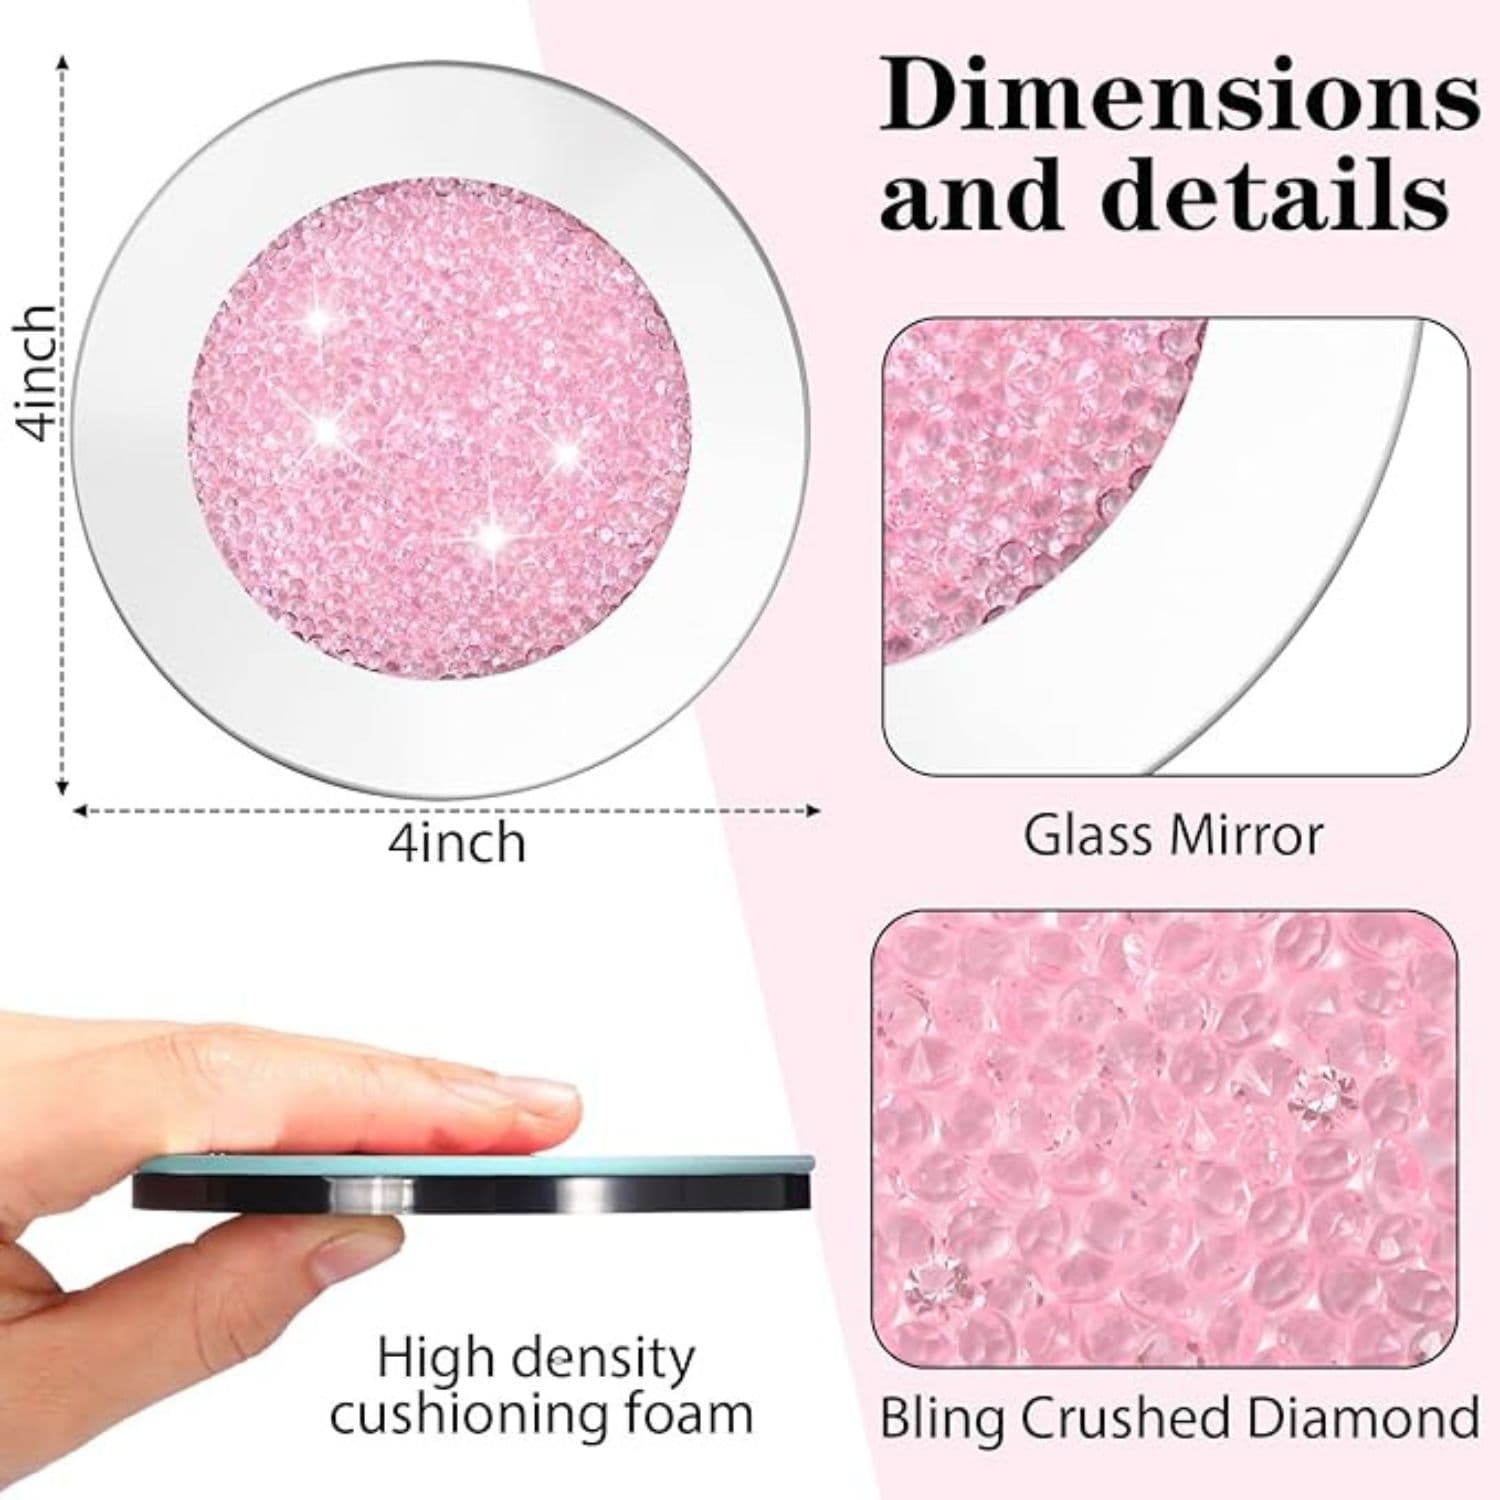 Dimensions
and details
4inch
4inch
Glass Mirror
High density
cushioning foam
Bling Crushed Diamond